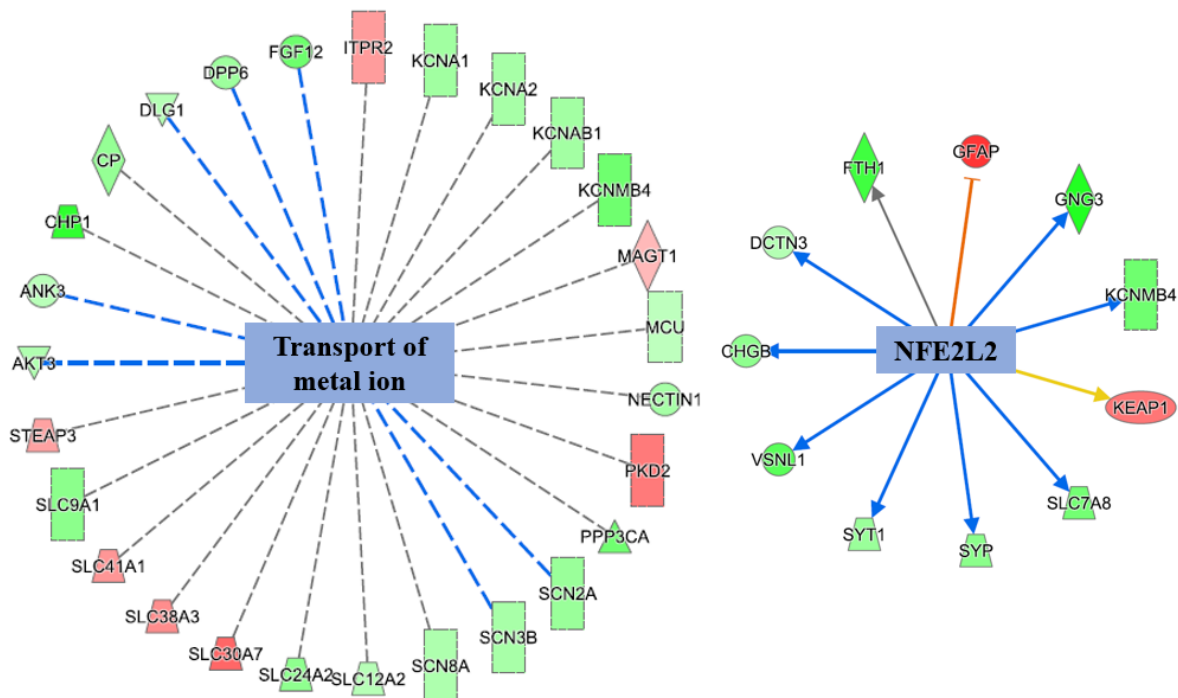 ITPR2
KCNA1
KCNA2
KCNAB1
KCNMB4
MAGT1
MCU
NECTIN1
PKD2
PPP3CA
SCN2A
SCN3B
SCN8A
SLC12A2
SLC24A2
SLC30A7
SLC38A3
SLC41A1
SLC9A1
STEAP3
AKT3
ANK3
CHP1
CP
DLG1
DPP6
FGF12
Transport of
metal ion
GFAP
GNG3
KCNMB4
KEAP1
SLC7A8
SYP
SYT1
VSNL1
CHGB
DCTN3
FTH1
NFE2L2